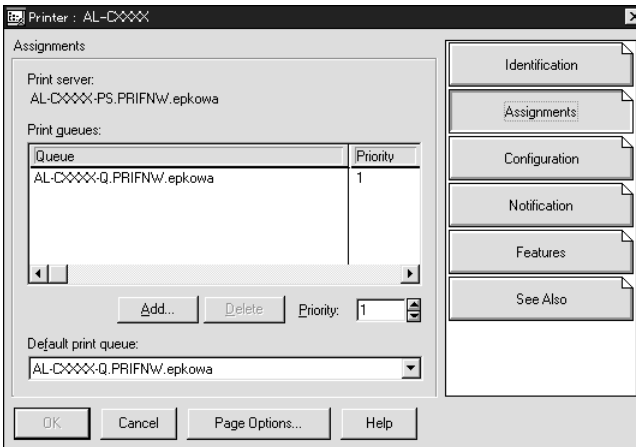 Printer : AL-CXXXX
Assignments
Print server:
AL-CXXXX-PS.PRIFNW.epkowa
Print queues:
Queue Priority
AL-CXXXX-Q.PRIFNW.epkowa 1
Add... Delete Priority: 1
Default print queue:
AL-CXXXX-Q.PRIFNW.epkowa
OK Cancel Page Options... Help
Identification
Assignments
Configuration
Notification
Features
See Also